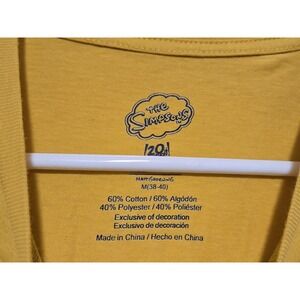 THE
SIMPSONS
20th
MATT GROENING
M(38-40)
60% Cotton / 60% Algodón
40% Polyester / 40% Poliéster
Exclusive of decoration
Exclusivo de decoración
Made in China / Hecho en China